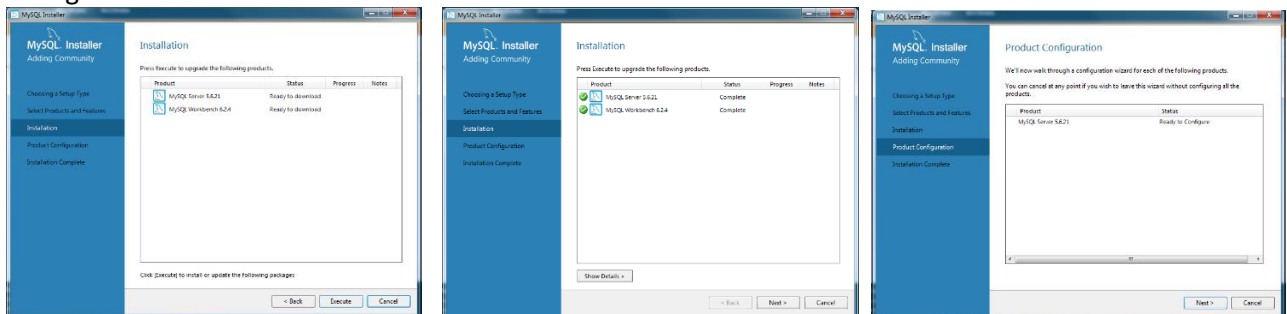 MySQL Installer
MySQL. Installer
Adding Community
Choosing a Setup Type
Select Products and Features
Installation
Product Configuration
Installation Complete
Installation
Press Execute to upgrade the following products.
Product Status Progress Notes
MySQL Server 5.6.21 Ready to download
MySQL Workbench 6.2.4 Ready to download
Click [Execute] to install or update the following packages
< Back Execute Cancel
MySQL Installer
MySQL. Installer
Adding Community
Choosing a Setup Type
Select Products and Features
Installation
Product Configuration
Installation Complete
Installation
Press Execute to upgrade the following products.
Product Status Progress Notes
MySQL Server 5.6.21 Complete
MySQL Workbench 6.2.4 Complete
Show Details >
< Back Next > Cancel
MySQL Installer
MySQL. Installer
Adding Community
Choosing a Setup Type
Select Products and Features
Installation
Product Configuration
Installation Complete
Product Configuration
We'll now walk through a configuration wizard for each of the following products.
You can cancel at any point if you wish to leave this wizard without configuring all the
products.
Product Status
MySQL Server 5.6.21 Ready to Configure
Next > Cancel